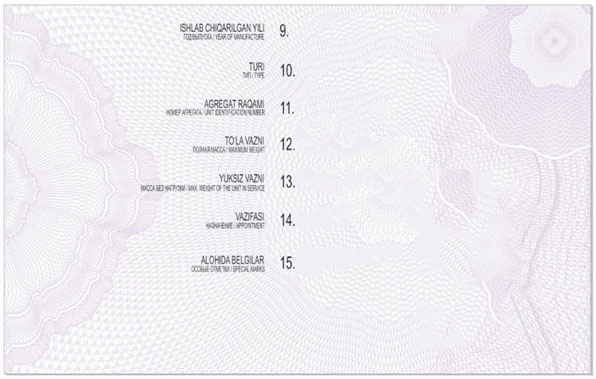 ISHLAB CHIQARILGAN YILI 9.
ГОД ВЫПУСКА / YEAR OF MANUFACTURE
TURI 10.
ТИП / TYPE
AGREGAT RAQAMI 11.
НОМЕР АГРЕГАТА / UNIT IDENTIFICATION NUMBER
TO'LA VAZNI 12.
ПОЛНАЯ МАССА / MAXIMUM WEIGHT
YUKSIZ VAZNI 13.
МАССА БЕЗ НАГРУЗКИ / MAX. WEIGHT OF THE UNIT IN SERVICE
VAZIFASI 14.
НАЗНАЧЕНИЕ / APPOINTMENT
ALOHIDA BELGILAR 15.
ОСОБЫЕ ОТМЕТКИ / SPECIAL MARKS